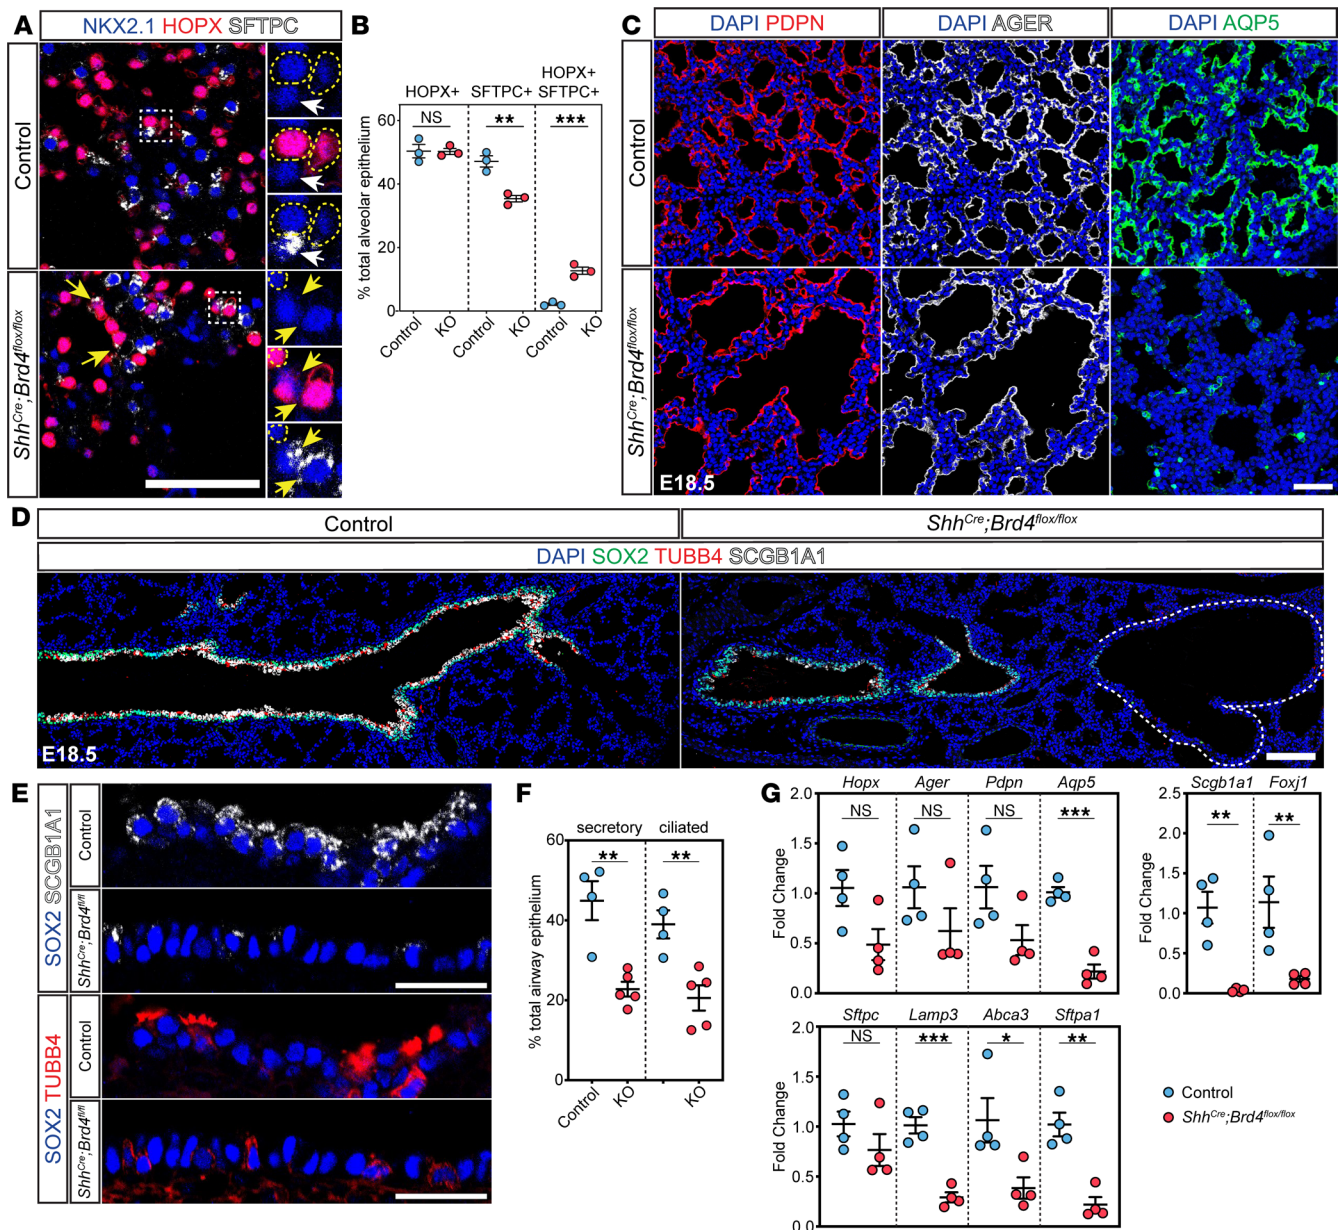 A
NKX2.1 HOPX SFTPC
Control
Shh^Cre;Brd4^flox/flox
B
HOPX+
SFTPC+
HOPX+
SFTPC+
NS
**
***
60
40
20
0
% total alveolar epithelium
Control
KO
Control
KO
Control
KO
C
DAPI PDPN
DAPI AGER
DAPI AQP5
Control
Shh^Cre;Brd4^flox/flox
E18.5
D
Control
Shh^Cre;Brd4^flox/flox
DAPI SOX2 TUBB4 SCGB1A1
E18.5
E
SOX2 SCGB1A1
Control
Shh^Cre;Brd4^fl/fl
SOX2 TUBB4
Control
Shh^Cre;Brd4^fl/fl
F
secretory
ciliated
**
**
60
40
20
0
% total airway epithelium
Control
KO
Control
KO
G
Hopx
Ager
Pdpn
Aqp5
NS
NS
NS
***
2.0
1.5
1.0
0.5
0.0
Fold Change
Scgb1a1
Foxj1
**
**
2.5
2.0
1.5
1.0
0.5
0.0
Fold Change
Sftpc
Lamp3
Abca3
Sftpa1
NS
***
*
**
2.0
1.5
1.0
0.5
0.0
Fold Change
Control
Shh^Cre;Brd4^flox/flox